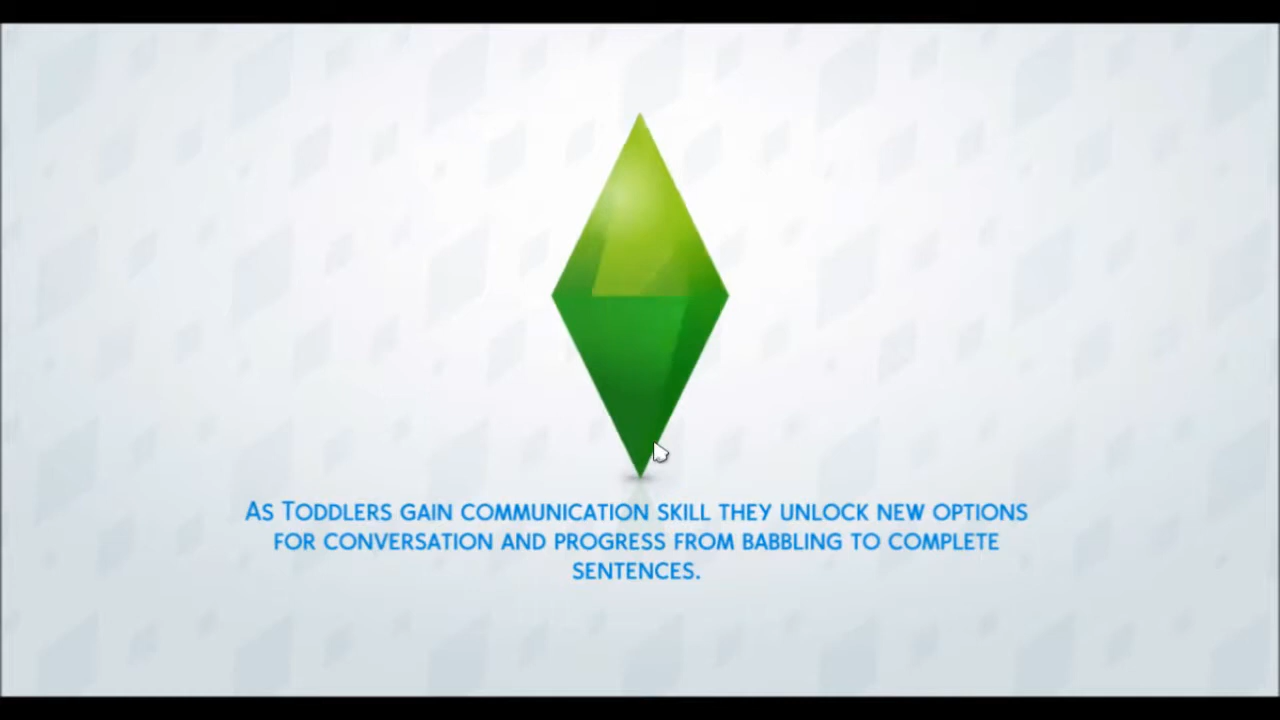 As Toddlers gain communication skill they unlock new options
for conversation and progress from babbling to complete
sentences.